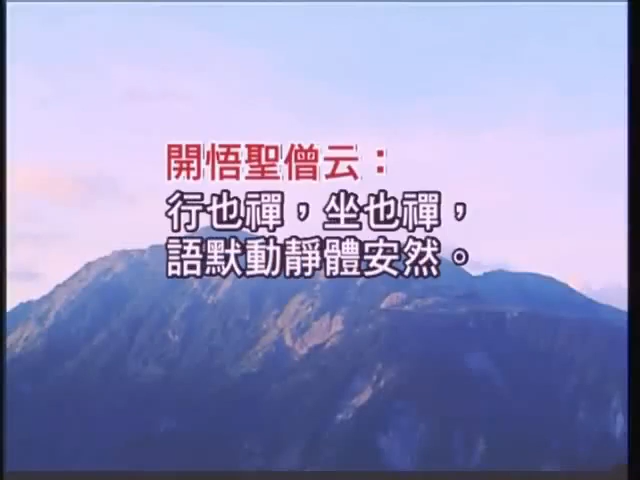 開悟聖僧云：
行也禪，坐也禪，
語默動靜體安然。